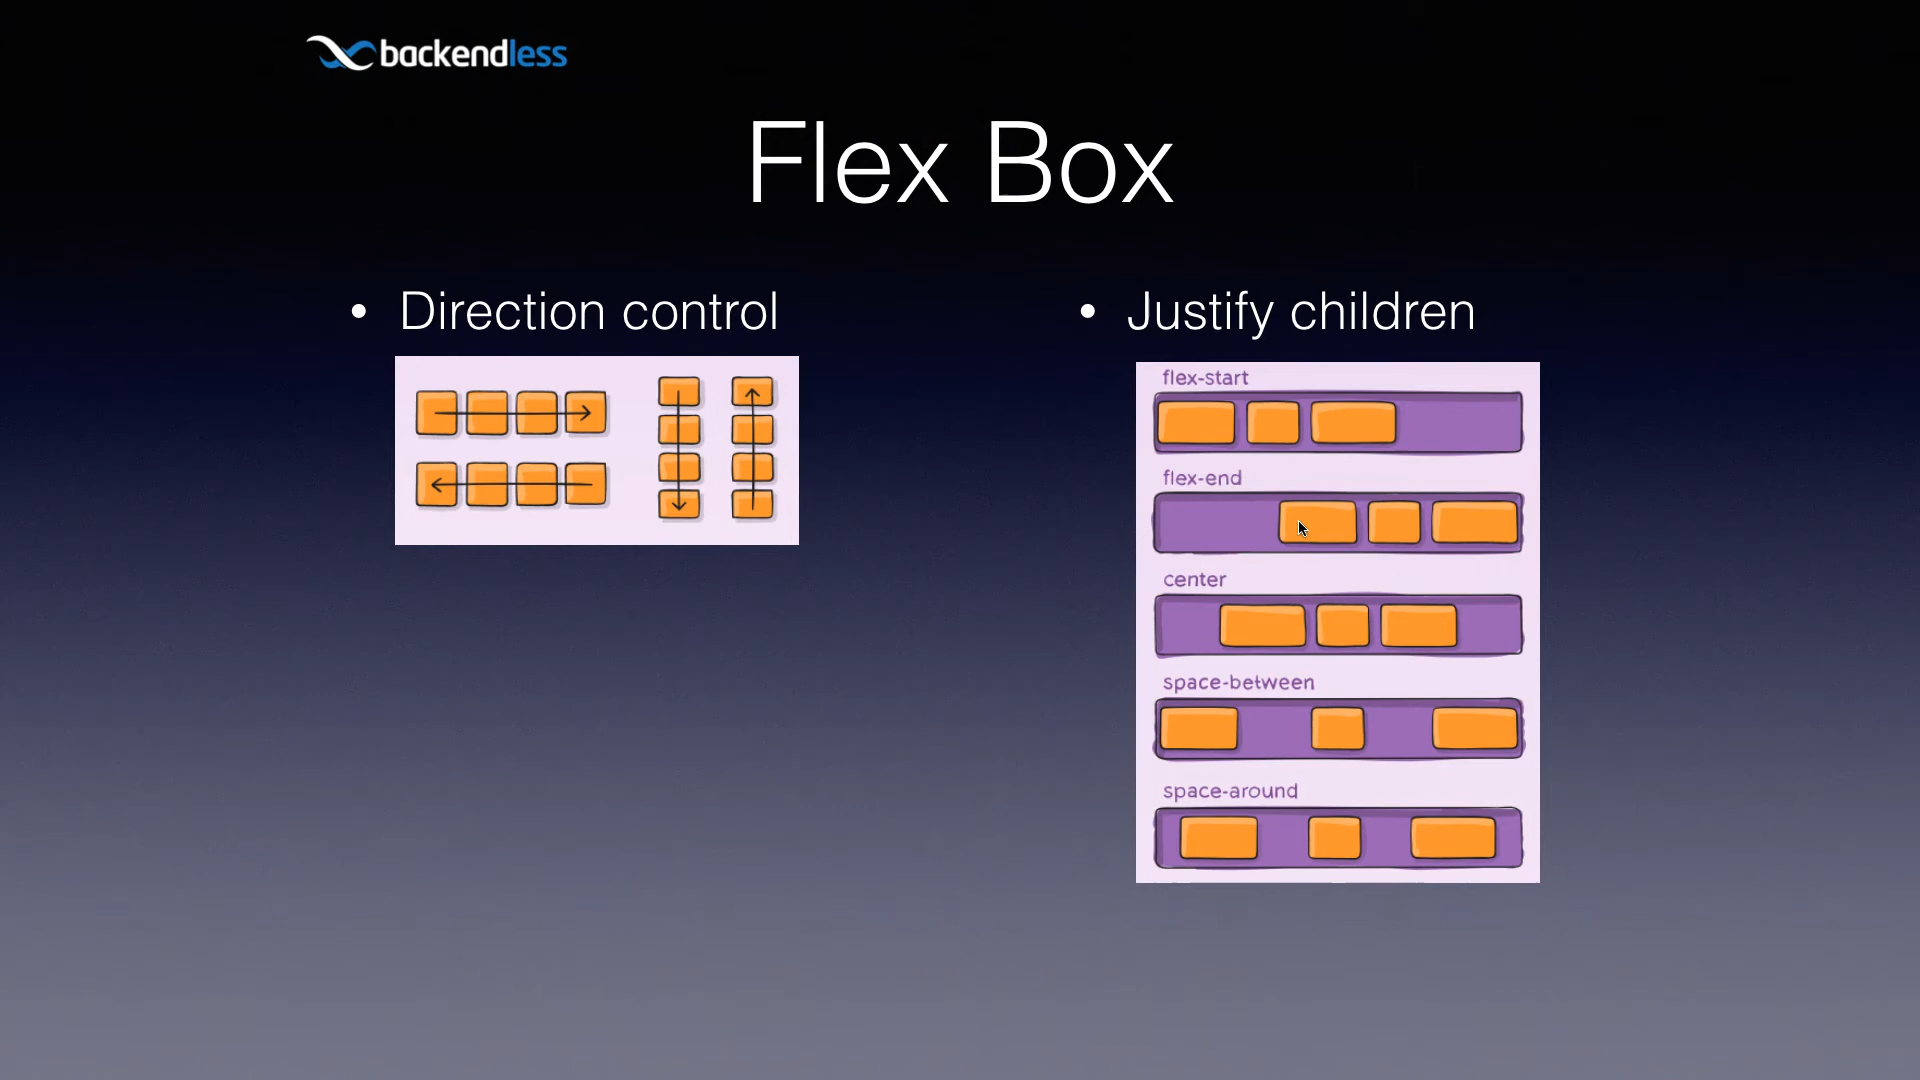 backendless
Flex Box
• Direction control
• Justify children
flex-start
flex-end
center
space-between
space-around